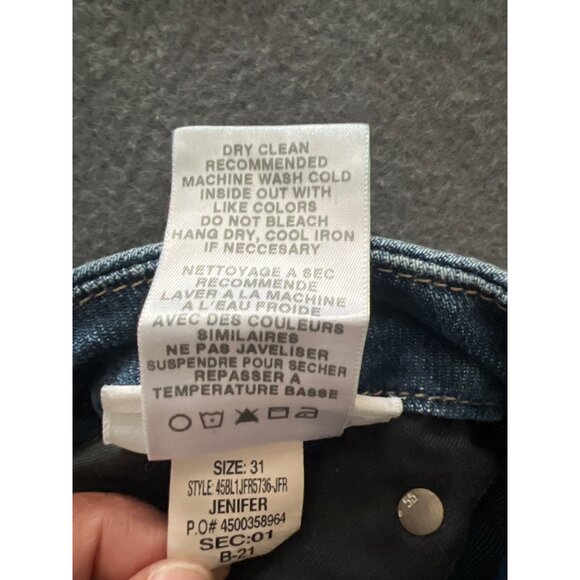 DRY CLEAN
RECOMMENDED
MACHINE WASH COLD
INSIDE OUT WITH
LIKE COLORS
DO NOT BLEACH
HANG DRY, COOL IRON
IF NECCESARY
NETTOYAGE A SEC
RECOMMENDE
LAVER A LA MACHINE
A L'EAU FROIDE
AVEC DES COULEURS
SIMILAIRES
NE PAS JAVELISER
SUSPENDRE POUR SECHER
REPASSER A
TEMPERATURE BASSE
SIZE: 31
STYLE: 45BL1JFR5736-JFR
JENIFER
P.O# 4500358964
SEC:01
B-21